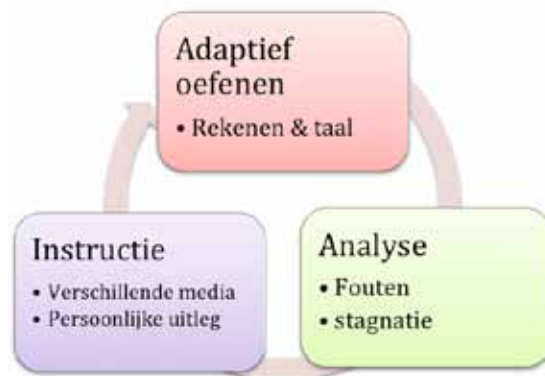 Adaptief
oefenen
• Rekenen & taal
Instructie
• Verschillende media
• Persoonlijke uitleg
Analyse
• Fouten
• stagnatie